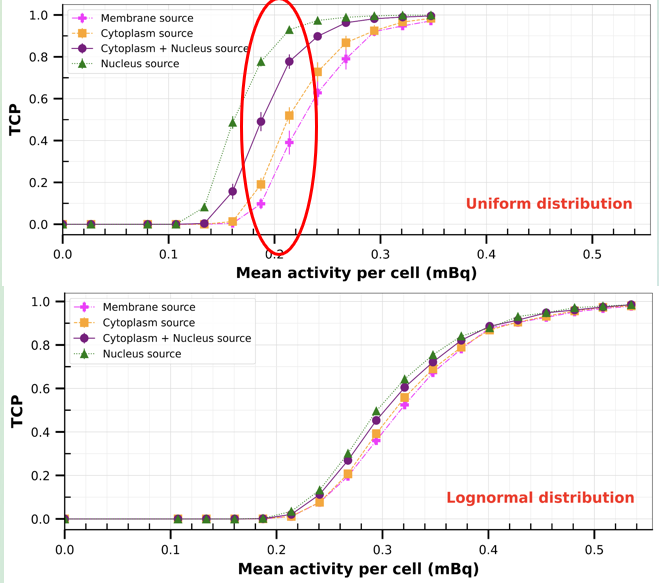 Membrane source
Cytoplasm source
Cytoplasm + Nucleus source
Nucleus source
TCP
1.0
0.8
0.6
0.4
0.2
0.0
Uniform distribution
0.0 0.1 0.2 0.3 0.4 0.5
Mean activity per cell (mBq)
Membrane source
Cytoplasm source
Cytoplasm + Nucleus source
Nucleus source
TCP
1.0
0.8
0.6
0.4
0.2
0.0
Lognormal distribution
0.0 0.1 0.2 0.3 0.4 0.5
Mean activity per cell (mBq)